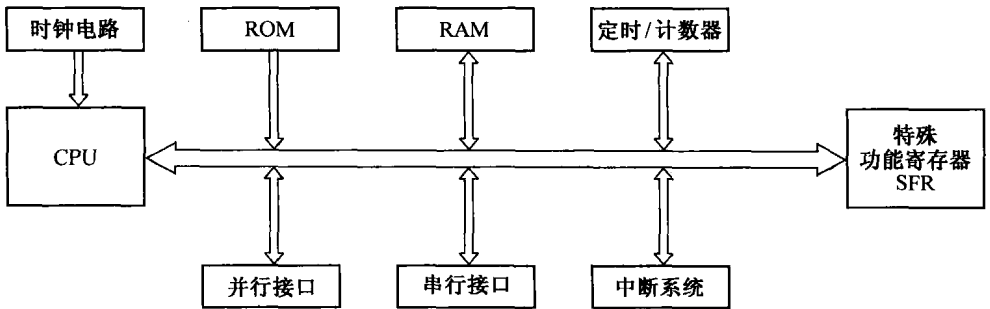 时钟电路
ROM
RAM
定时/计数器
CPU
特殊
功能寄存器
SFR
并行接口
串行接口
中断系统